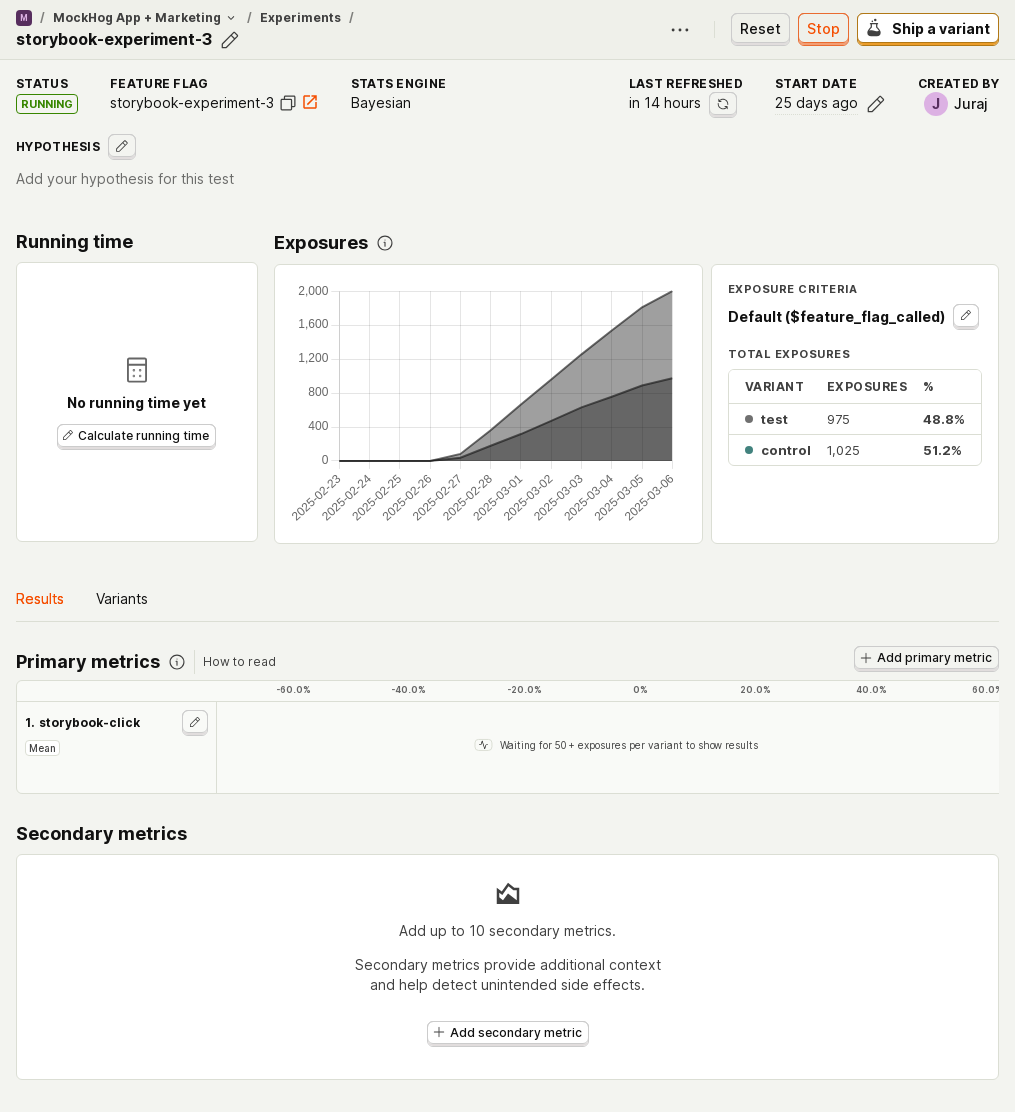 M / MockHog App + Marketing / Experiments /
storybook-experiment-3
Reset
Stop
Ship a variant
STATUS
RUNNING
FEATURE FLAG
storybook-experiment-3
STATS ENGINE
Bayesian
LAST REFRESHED
in 14 hours
START DATE
25 days ago
CREATED BY
J Juraj
HYPOTHESIS
Add your hypothesis for this test
Running time
No running time yet
Calculate running time
Exposures
2,000
1,600
1,200
800
400
0
2025-02-23
2025-02-24
2025-02-25
2025-02-26
2025-02-27
2025-02-28
2025-03-01
2025-03-02
2025-03-03
2025-03-04
2025-03-05
2025-03-06
EXPOSURE CRITERIA
Default ($feature_flag_called)
TOTAL EXPOSURES
VARIANT EXPOSURES %
test 975 48.8%
control 1,025 51.2%
Results
Variants
Primary metrics
How to read
Add primary metric
-60.0% -40.0% -20.0% 0% 20.0% 40.0% 60.0%
1. storybook-click
Mean
Waiting for 50+ exposures per variant to show results
Secondary metrics
Add up to 10 secondary metrics.
Secondary metrics provide additional context
and help detect unintended side effects.
Add secondary metric